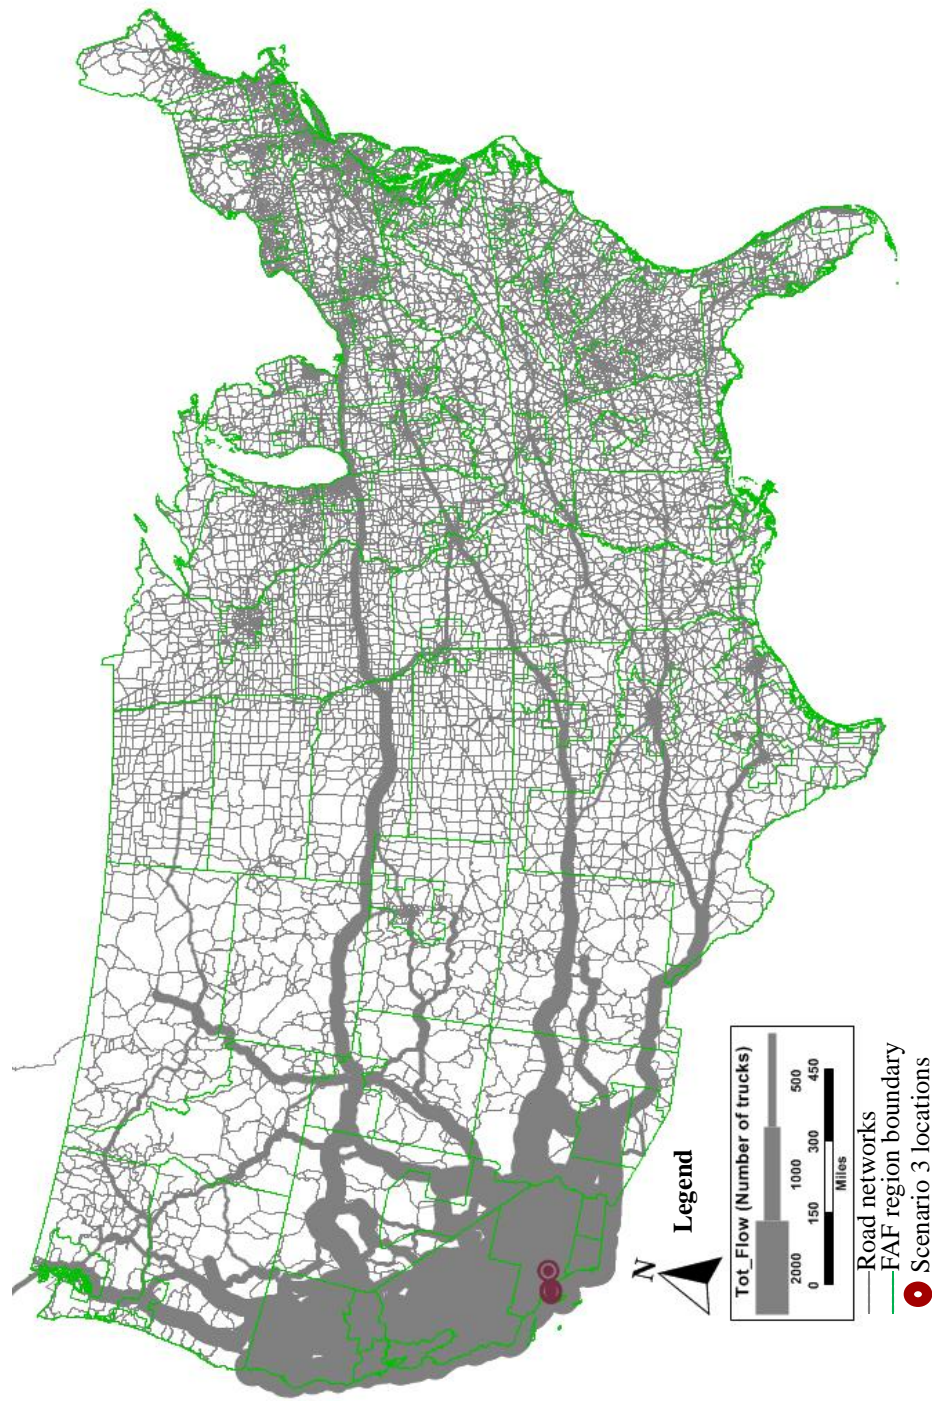 N
Legend
Tot_Flow (Number of trucks)
2000 1000 500
0 150 300 450
Miles
Road networks
FAF region boundary
Scenario 3 locations